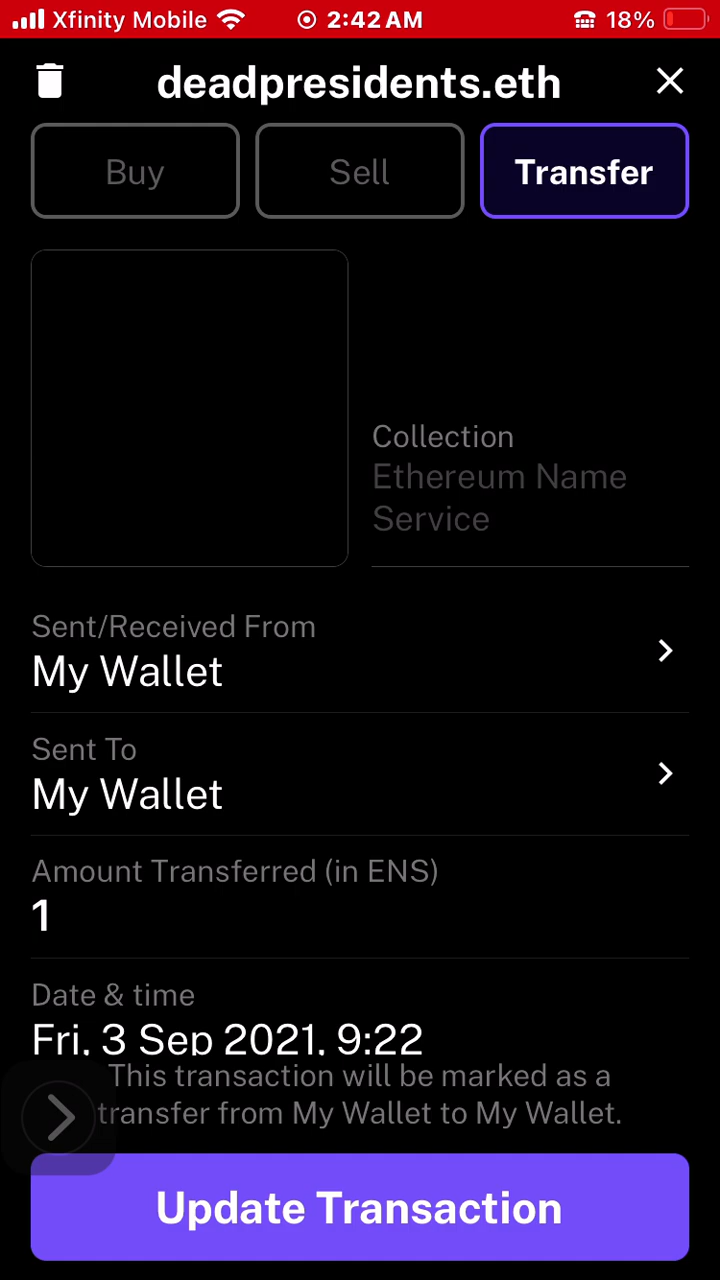 Xfinity Mobile 2:42 AM 18%
deadpresidents.eth
Buy Sell Transfer
Collection
Ethereum Name
Service
Sent/Received From
My Wallet
Sent To
My Wallet
Amount Transferred (in ENS)
1
Date & time
Fri, 3 Sep 2021, 9:22
This transaction will be marked as a
transfer from My Wallet to My Wallet.
Update Transaction